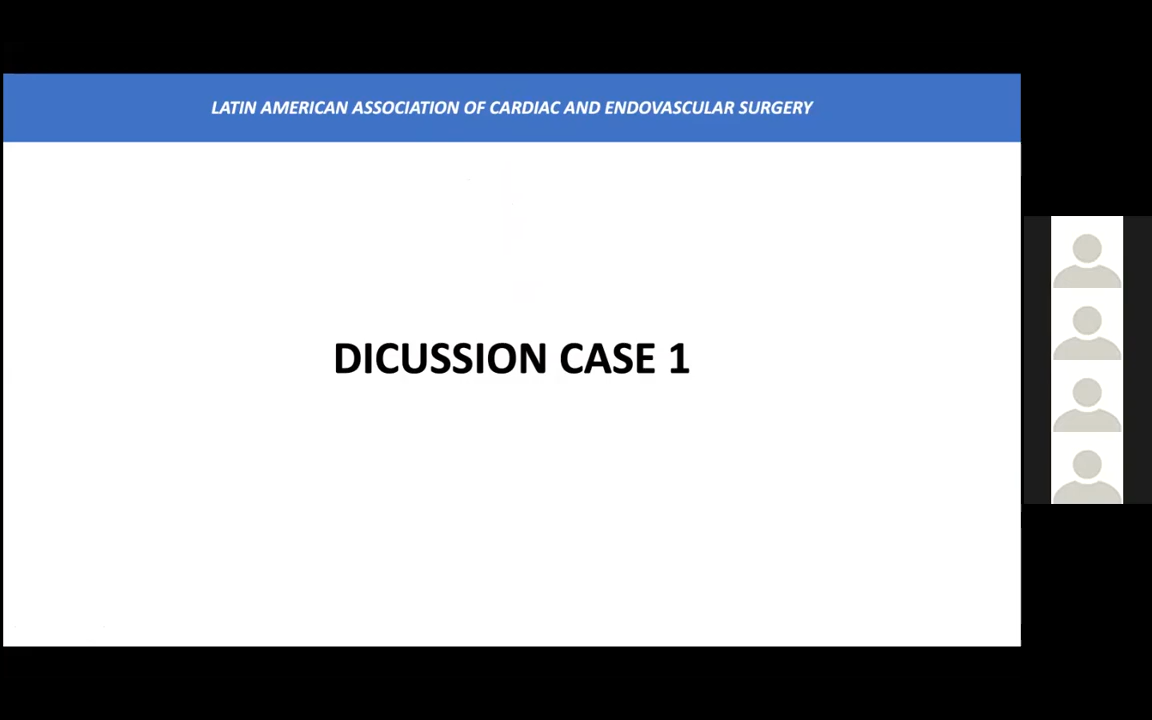 LATIN AMERICAN ASSOCIATION OF CARDIAC AND ENDOVASCULAR SURGERY
DICUSSION CASE 1